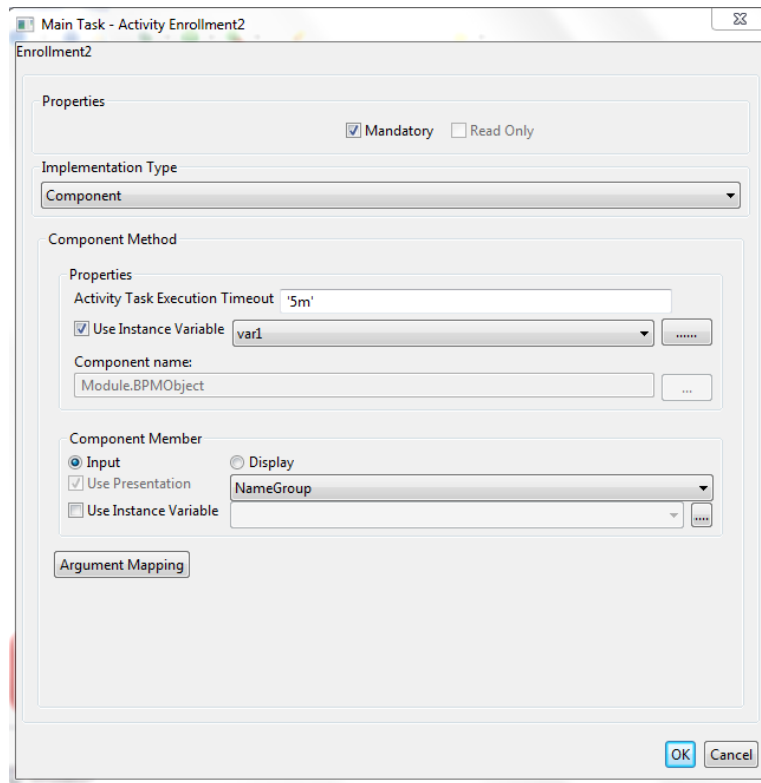 Main Task - Activity Enrollment2
Enrollment2
Properties
Mandatory Read Only
Implementation Type
Component
Component Method
Properties
Activity Task Execution Timeout '5m'
Use Instance Variable var1 ......
Component name:
Module.BPMObject ...
Component Member
Input Display
Use Presentation NameGroup
Use Instance Variable ....
Argument Mapping
OK Cancel